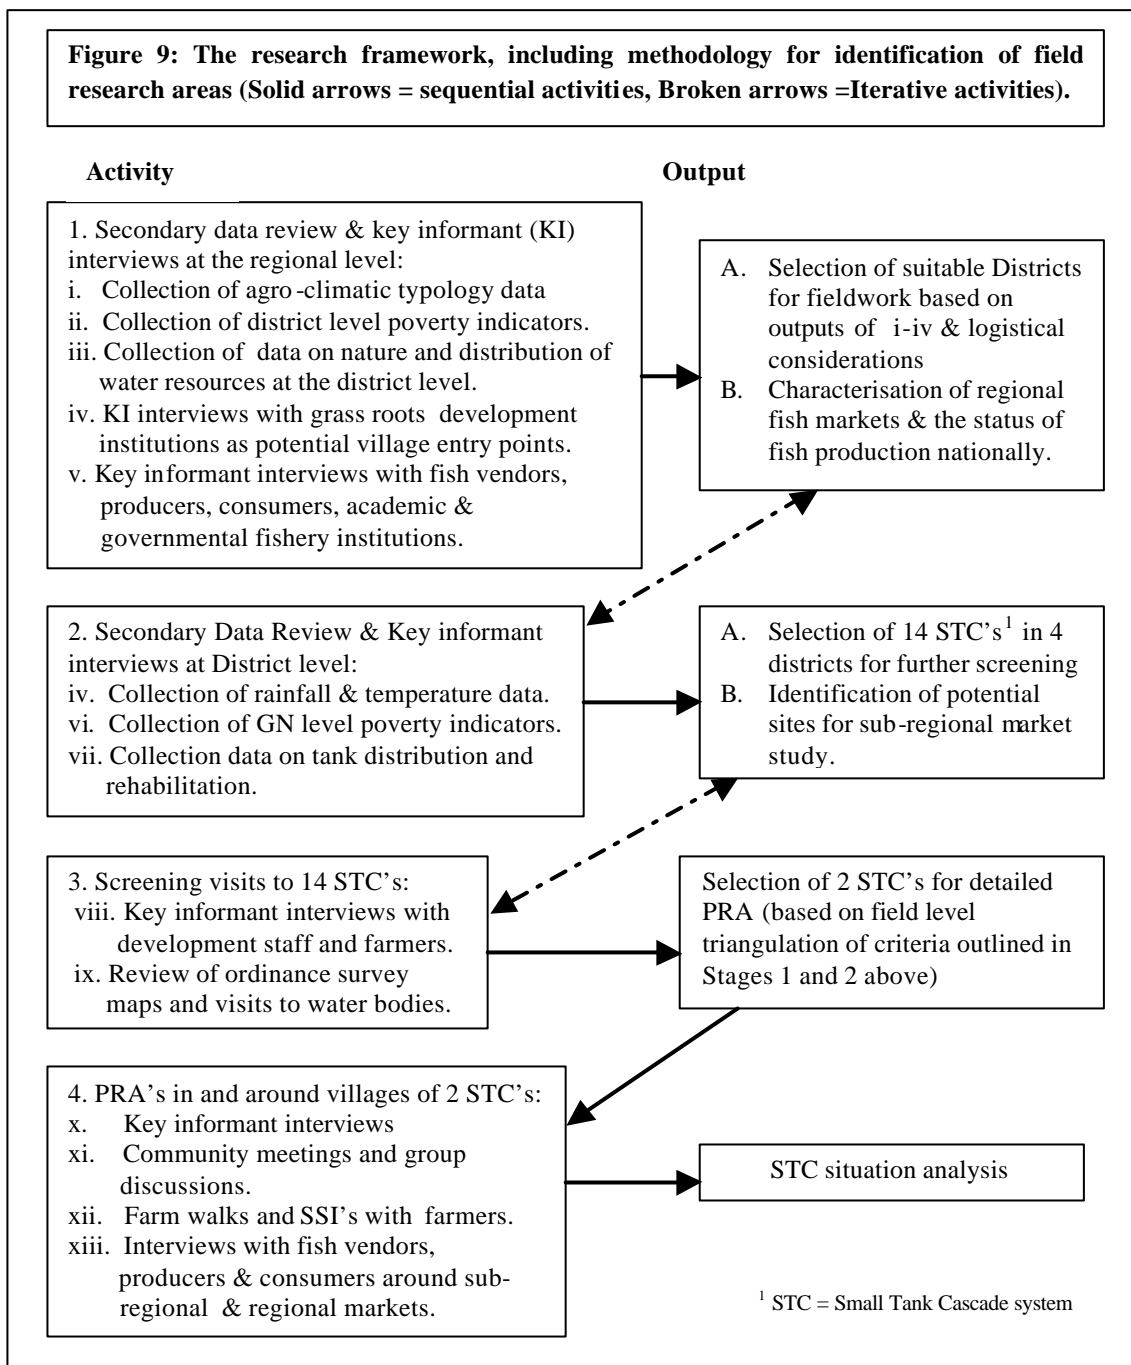 Figure 9: The research framework, including methodology for identification of field
research areas (Solid arrows = sequential activities, Broken arrows =Iterative activities).
Activity
Output
1. Secondary data review & key informant (KI)
interviews at the regional level:
i. Collection of agro-climatic typology data
ii. Collection of district level poverty indicators.
iii. Collection of data on nature and distribution of
water resources at the district level.
iv. KI interviews with grass roots development
institutions as potential village entry points.
v. Key informant interviews with fish vendors,
producers, consumers, academic &
governmental fishery institutions.
A. Selection of suitable Districts
for fieldwork based on
outputs of i-iv & logistical
considerations
B. Characterisation of regional
fish markets & the status of
fish production nationally.
2. Secondary Data Review & Key informant
interviews at District level:
iv. Collection of rainfall & temperature data.
vi. Collection of GN level poverty indicators.
vii. Collection data on tank distribution and
rehabilitation.
A. Selection of 14 STC's¹ in 4
districts for further screening
B. Identification of potential
sites for sub-regional market
study.
3. Screening visits to 14 STC's:
viii. Key informant interviews with
development staff and farmers.
ix. Review of ordinance survey
maps and visits to water bodies.
Selection of 2 STC's for detailed
PRA (based on field level
triangulation of criteria outlined in
Stages 1 and 2 above)
4. PRA's in and around villages of 2 STC's:
x. Key informant interviews
xi. Community meetings and group
discussions.
xii. Farm walks and SSI's with farmers.
xiii. Interviews with fish vendors,
producers & consumers around sub-
regional & regional markets.
STC situation analysis
¹ STC = Small Tank Cascade system